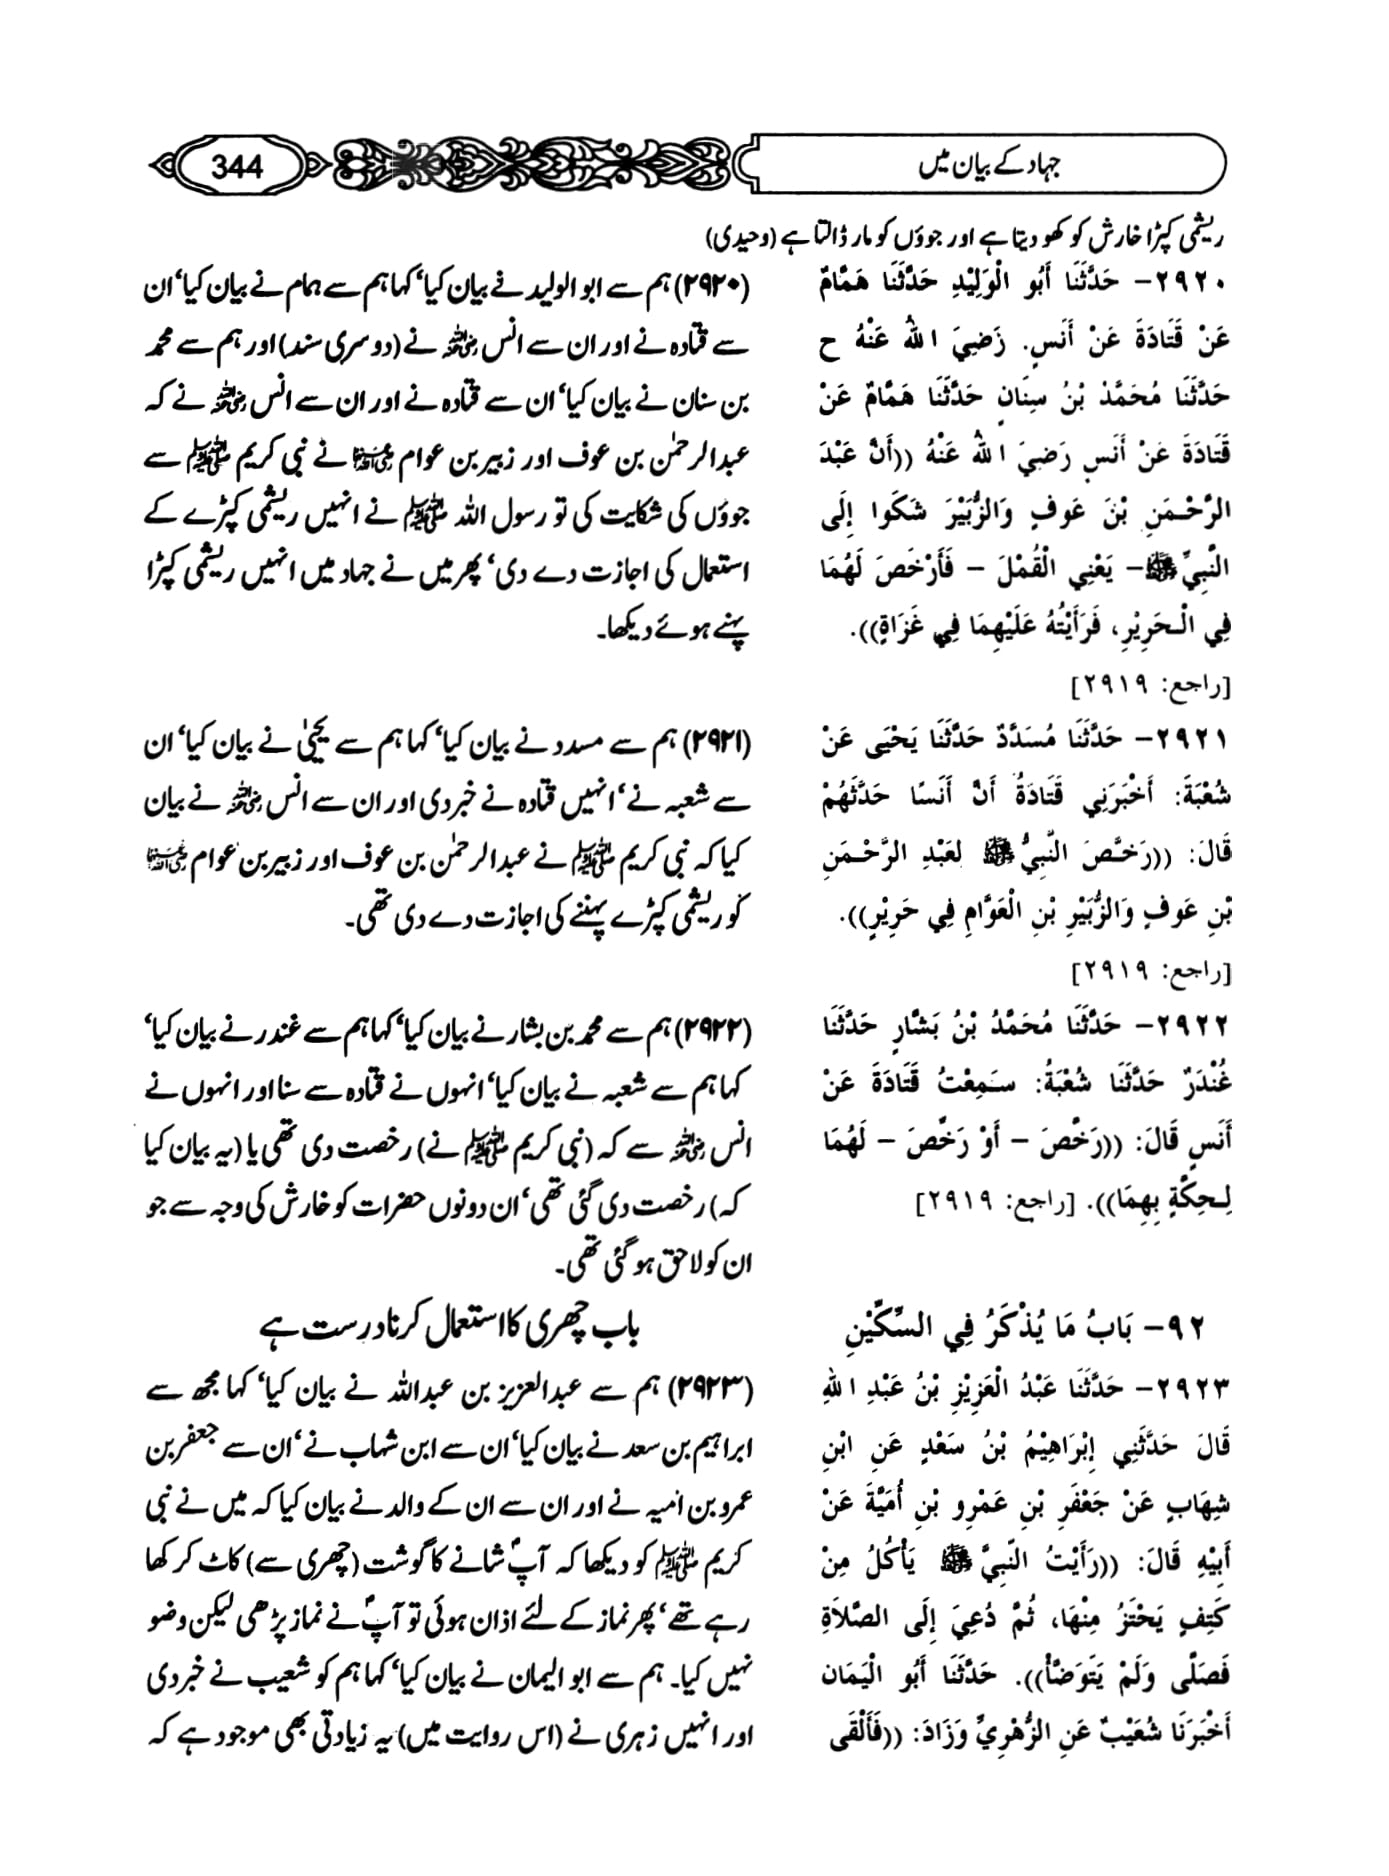 جہاد کے بیان میں
344
ریشمی کپڑا خارش کو کھو دیتا ہے اور جوؤں کو مار ڈالتا ہے (وحیدی)
٢٩٢٠- حَدَّثَنَا أَبُو الْوَلِيْدِ حَدَّثَنَا هَمَّامٌ
عَنْ قَتَادَةَ عَنْ أَنَسٍ. رَضِيَ اللهُ عَنْهُ ح
حَدَّثَنَا مُحَمَّدُ بْنُ سِنَانٍ حَدَّثَنَا هَمَّامٌ عَنْ
قَتَادَةَ عَنْ أَنَسٍ رَضِيَ اللهُ عَنْهُ ((أَنَّ عَبْدَ
الرَّحْمَنِ بْنَ عَوفٍ وَالزُّبَيْرَ شَكَوا إِلَى
النَّبِيِّ ﷺ- يَعْنِي الْقُمْلَ - فَأَرْخَصَ لَهُمَا
فِي الْحَرِيْرِ، فَرَأَيْتُهُ عَلَيْهِمَا فِي غَزَاةٍ)).
[راجع: ٢٩١٩]
٢٩٢١- حَدَّثَنَا مُسَدَّدٌ حَدَّثَنَا يَحْيَى عَنْ
شُعْبَةَ: أَخْبَرَنِي قَتَادَةُ أَنَّ أَنَسًا حَدَّثَهُمْ
قَالَ: ((رَخَّصَ النَّبِيُّ ﷺ لِعَبْدِ الرَّحْمَنِ
بْنِ عَوفٍ وَالزُّبَيْرِ بْنِ الْعَوَّامِ فِي حَرِيْرٍ)).
[راجع: ٢٩١٩]
٢٩٢٢- حَدَّثَنَا مُحَمَّدُ بْنُ بَشَّارٍ حَدَّثَنَا
غُنْدَرٌ حَدَّثَنَا شُعْبَةُ: سَمِعْتُ قَتَادَةَ عَنْ
أَنَسٍ قَالَ: ((رَخَّصَ - أَوْ رَخَّصَ - لَهُمَا
لِحِكَّةٍ بِهِمَا)). [راجع: ٢٩١٩]
٩٢- بَابُ مَا يُذْكَرُ فِي السِّكِّيْنِ
٢٩٢٣- حَدَّثَنَا عَبْدُ الْعَزِيْزِ بْنُ عَبْدِ اللهِ
قَالَ حَدَّثَنِي إِبْرَاهِيْمُ بْنُ سَعْدٍ عَنِ ابْنِ
شِهَابٍ عَنْ جَعْفَرِ بْنِ عَمْرِو بْنِ أُمَيَّةَ عَنْ
أَبِيْهِ قَالَ: ((رَأَيْتُ النَّبِيَّ ﷺ يَأْكُلُ مِنْ
كَتِفٍ يَحْتَزُّ مِنْهَا، ثُمَّ دُعِيَ إِلَى الصَّلاَةِ
فَصَلَّى وَلَمْ يَتَوَضَّأْ)). حَدَّثَنَا أَبُو الْيَمَان
أَخْبَرَنَا شُعَيْبٌ عَنِ الزُّهْرِيِّ وَزَادَ: ((فَأَلْقَى
(۲۹۲۰) ہم سے ابو الولید نے بیان کیا‘ کہا ہم سے ہمام نے بیان کیا‘ ان
سے قتادہ نے اور ان سے انس رضی اللہ عنہ نے (دوسری سند) اور ہم سے محمد
بن سنان نے بیان کیا‘ ان سے قتادہ نے اور ان سے انس رضی اللہ عنہ نے کہ
عبدالرحمٰن بن عوف اور زبیر بن عوام رضی اللہ عنہما نے نبی کریم ﷺ سے
جوؤں کی شکایت کی تو رسول اللہ ﷺ نے انہیں ریشمی کپڑے کے
استعمال کی اجازت دے دی‘ پھر میں نے جہاد میں انہیں ریشمی کپڑا
پہنے ہوئے دیکھا۔
(۲۹۲۱) ہم سے مسدد نے بیان کیا‘ کہا ہم سے یحیٰی نے بیان کیا‘ ان
سے شعبہ نے‘ انہیں قتادہ نے خبر دی اور ان سے انس رضی اللہ عنہ نے بیان
کیا کہ نبی کریم ﷺ نے عبدالرحمٰن بن عوف اور زبیر بن عوام رضی اللہ عنہما
کو ریشمی کپڑے پہننے کی اجازت دے دی تھی۔
(۲۹۲۲) ہم سے محمد بن بشار نے بیان کیا‘ کہا ہم سے غندر نے بیان کیا‘
کہا ہم سے شعبہ نے بیان کیا‘ انہوں نے قتادہ سے سنا اور انہوں نے
انس رضی اللہ عنہ سے کہ (نبی کریم ﷺ نے) رخصت دی تھی یا (یہ بیان کیا
کہ) رخصت دی گئی تھی‘ ان دونوں حضرات کو خارش کی وجہ سے جو
ان کو لاحق ہو گئی تھی۔
باب چھری کا استعمال کرنا درست ہے
(۲۹۲۳) ہم سے عبدالعزیز بن عبداللہ نے بیان کیا‘ کہا مجھ سے
ابراہیم بن سعد نے بیان کیا‘ ان سے ابن شہاب نے‘ ان سے جعفر بن
عمرو بن امیہ نے اور ان سے ان کے والد نے بیان کیا کہ میں نے نبی
کریم ﷺ کو دیکھا کہ آپؐ شانے کا گوشت (چھری سے) کاٹ کر کھا
رہے تھے‘ پھر نماز کے لئے اذان ہوئی تو آپؐ نے نماز پڑھی لیکن وضو
نہیں کیا۔ ہم سے ابو الیمان نے بیان کیا‘ کہا ہم کو شعیب نے خبر دی
اور انہیں زہری نے (اس روایت میں) یہ زیادتی بھی موجود ہے کہ